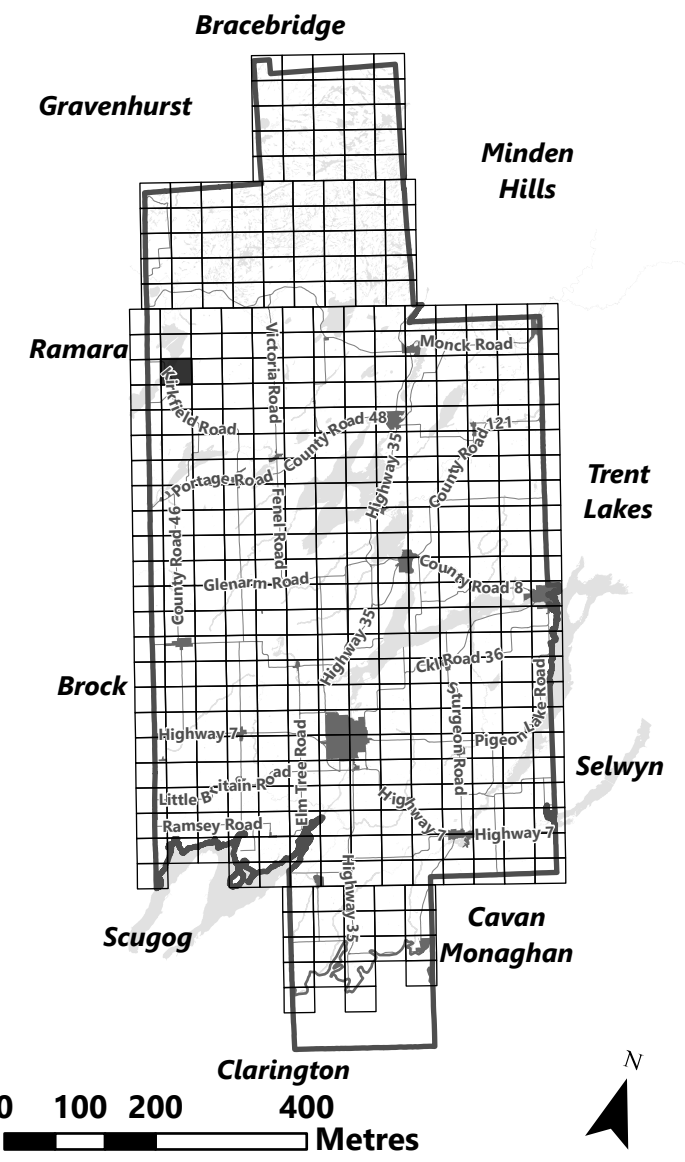 Bracebridge
Gravenhurst
Minden
Hills
Ramara
Monck Road
Victoria Road
Kirkfield Road
County Road 48
County Road 121
Highway 35
Portage Road
Trent
Lakes
Fenel Road
County Road 46
County Road 8
Glenarm Road
Highway 35
Ckl Road 36
Brock
Sturgeon Road
Pigeon Lake Road
Highway 7
Elm Tree Road
Selwyn
Little Britain Road
Highway 7
Ramsey Road
Highway 7
Highway 35
Scugog
Cavan
Monaghan
Clarington
N
0 100 200 400
Metres